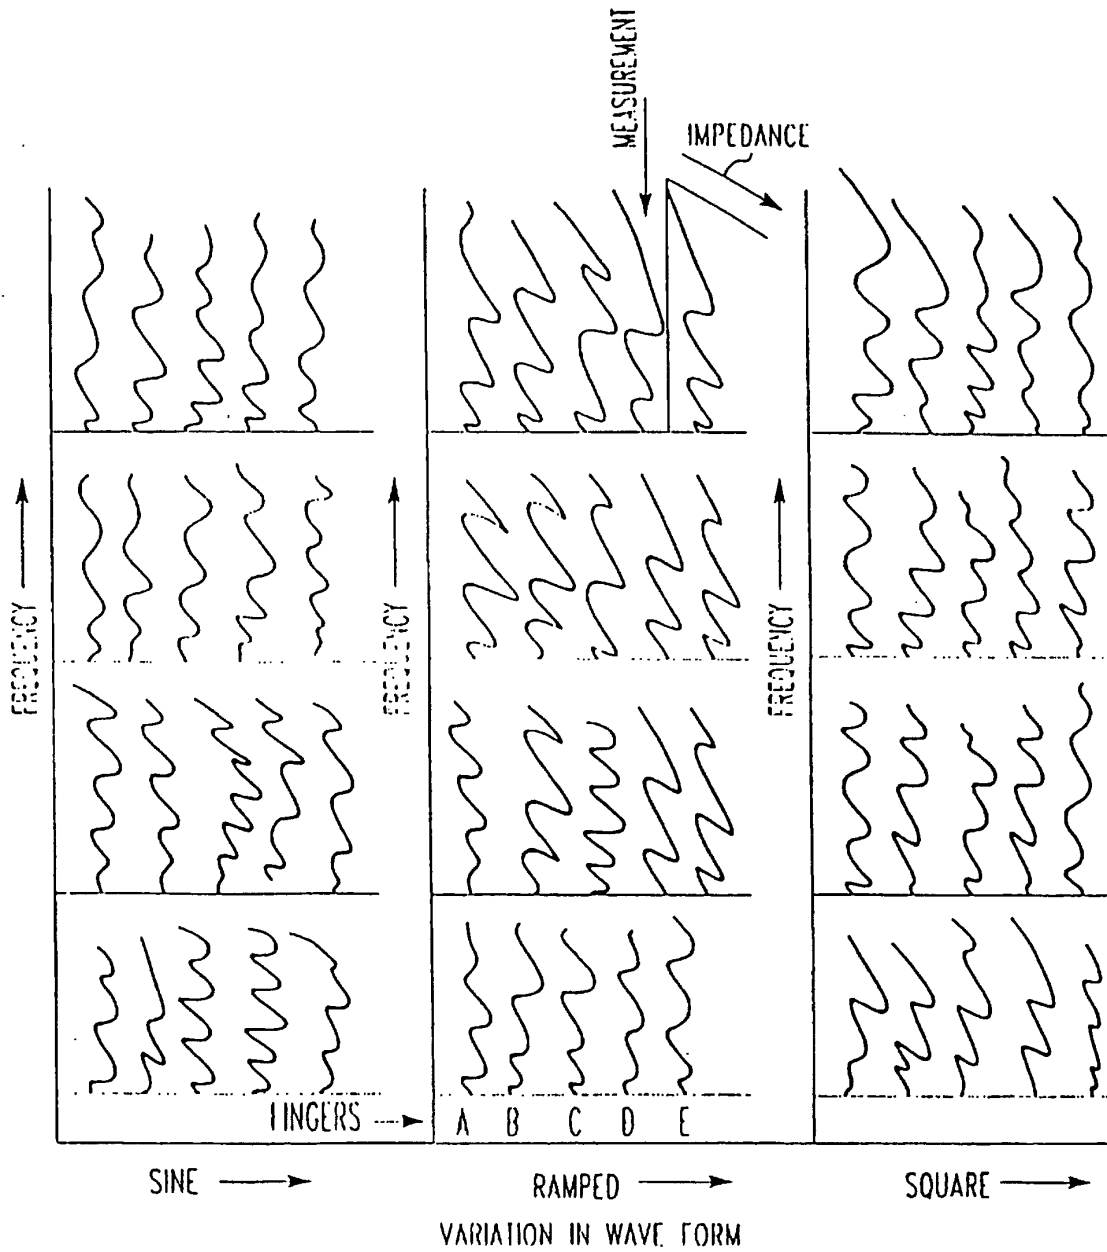 MEASUREMENT
IMPEDANCE
FREQUENCY
FREQUENCY
FREQUENCY
FINGERS
A B C D E
SINE
RAMPED
SQUARE
VARIATION IN WAVE FORM